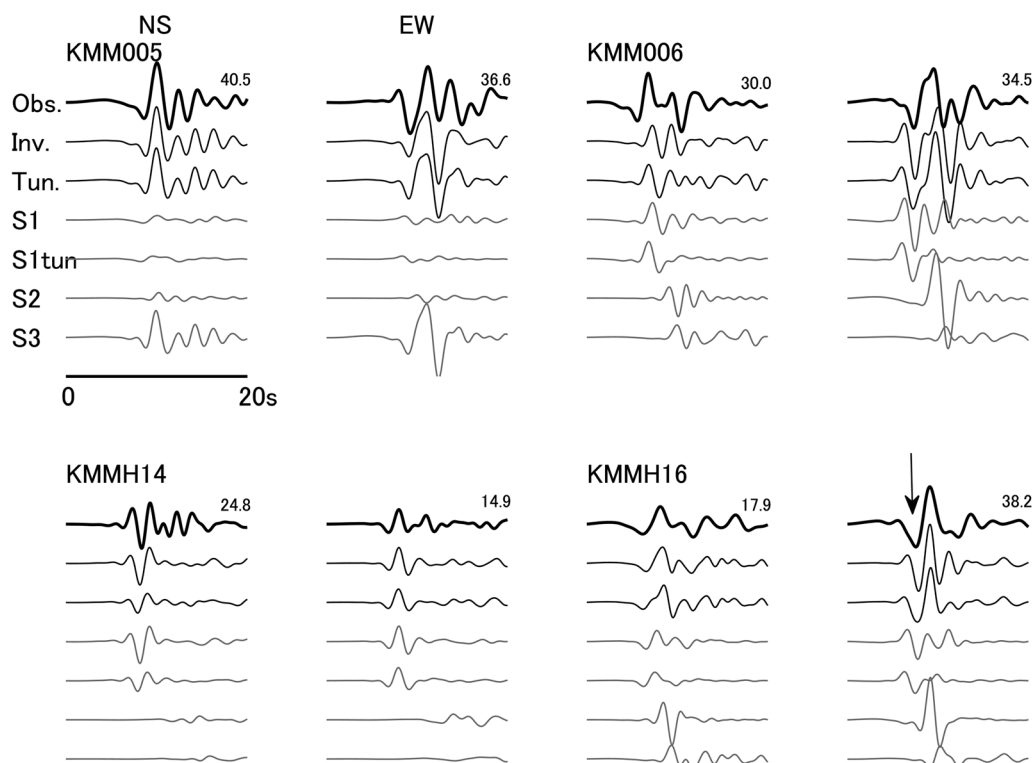 NS EW
KMM005 KMM006
40.5 36.6 30.0 34.5
Obs.
Inv.
Tun.
S1
S1tun
S2
S3
0 20s
KMMH14 KMMH16
24.8 14.9 17.9 38.2